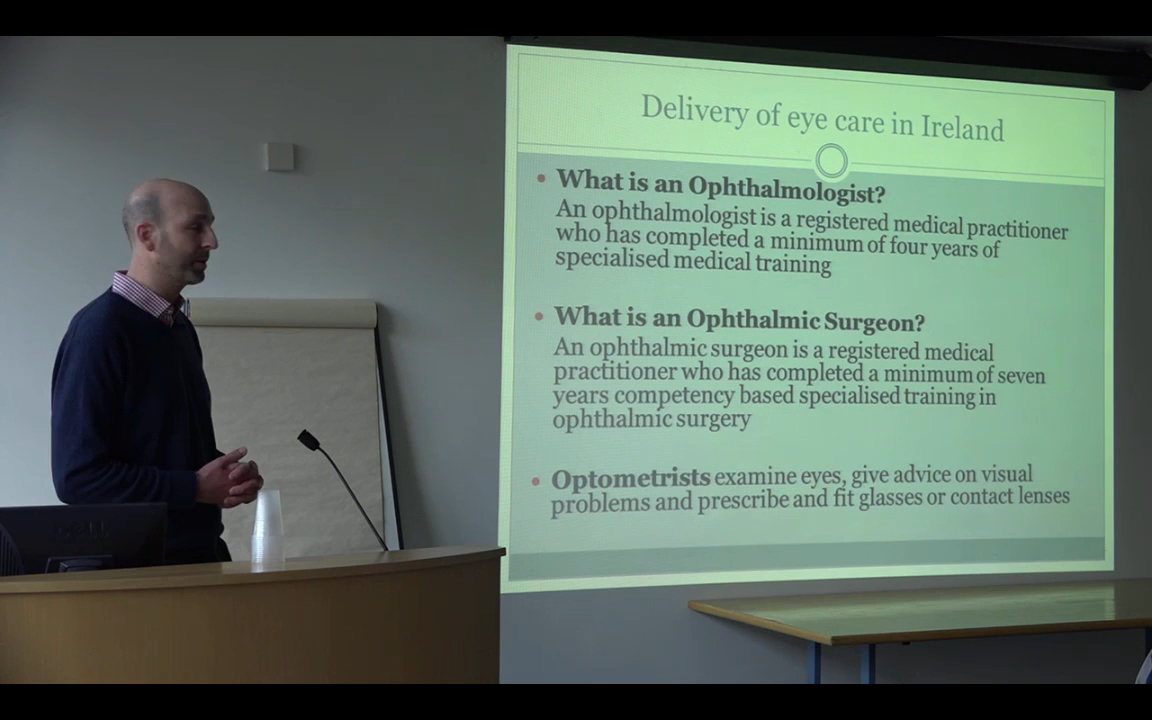 Delivery of eye care in Ireland
• What is an Ophthalmologist?
An ophthalmologist is a registered medical practitioner
who has completed a minimum of four years of
specialised medical training
• What is an Ophthalmic Surgeon?
An ophthalmic surgeon is a registered medical
practitioner who has completed a minimum of seven
years competency based specialised training in
ophthalmic surgery
• Optometrists examine eyes, give advice on visual
problems and prescribe and fit glasses or contact lenses
DELL